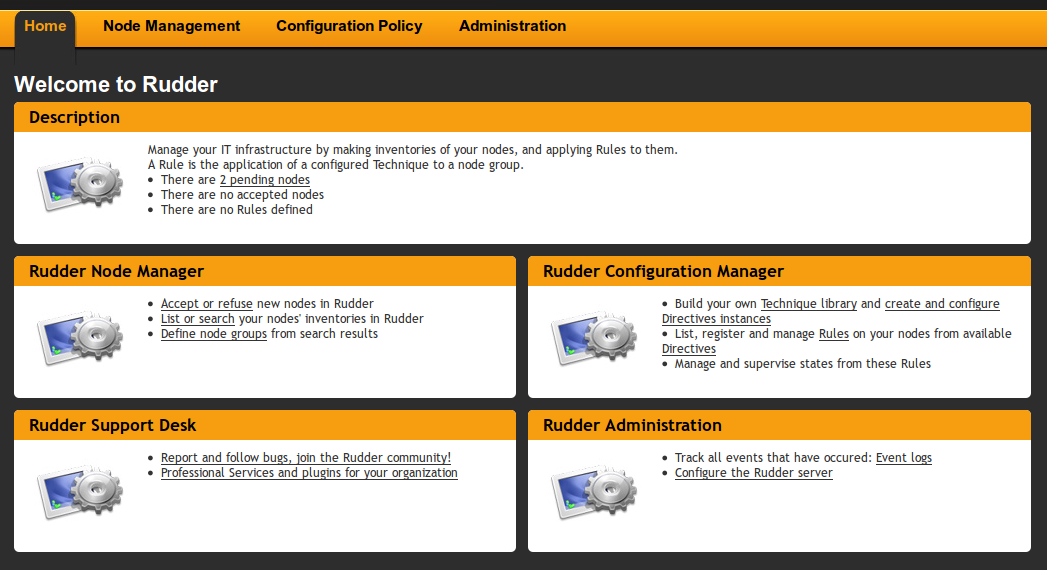 Home Node Management Configuration Policy Administration
Welcome to Rudder
Description
Manage your IT infrastructure by making inventories of your nodes, and applying Rules to them.
A Rule is the application of a configured Technique to a node group.
• There are 2 pending nodes
• There are no accepted nodes
• There are no Rules defined
Rudder Node Manager
• Accept or refuse new nodes in Rudder
• List or search your nodes' inventories in Rudder
• Define node groups from search results
Rudder Configuration Manager
• Build your own Technique library and create and configure
Directives instances
• List, register and manage Rules on your nodes from available
Directives
• Manage and supervise states from these Rules
Rudder Support Desk
• Report and follow bugs, join the Rudder community!
• Professional Services and plugins for your organization
Rudder Administration
• Track all events that have occured: Event logs
• Configure the Rudder server